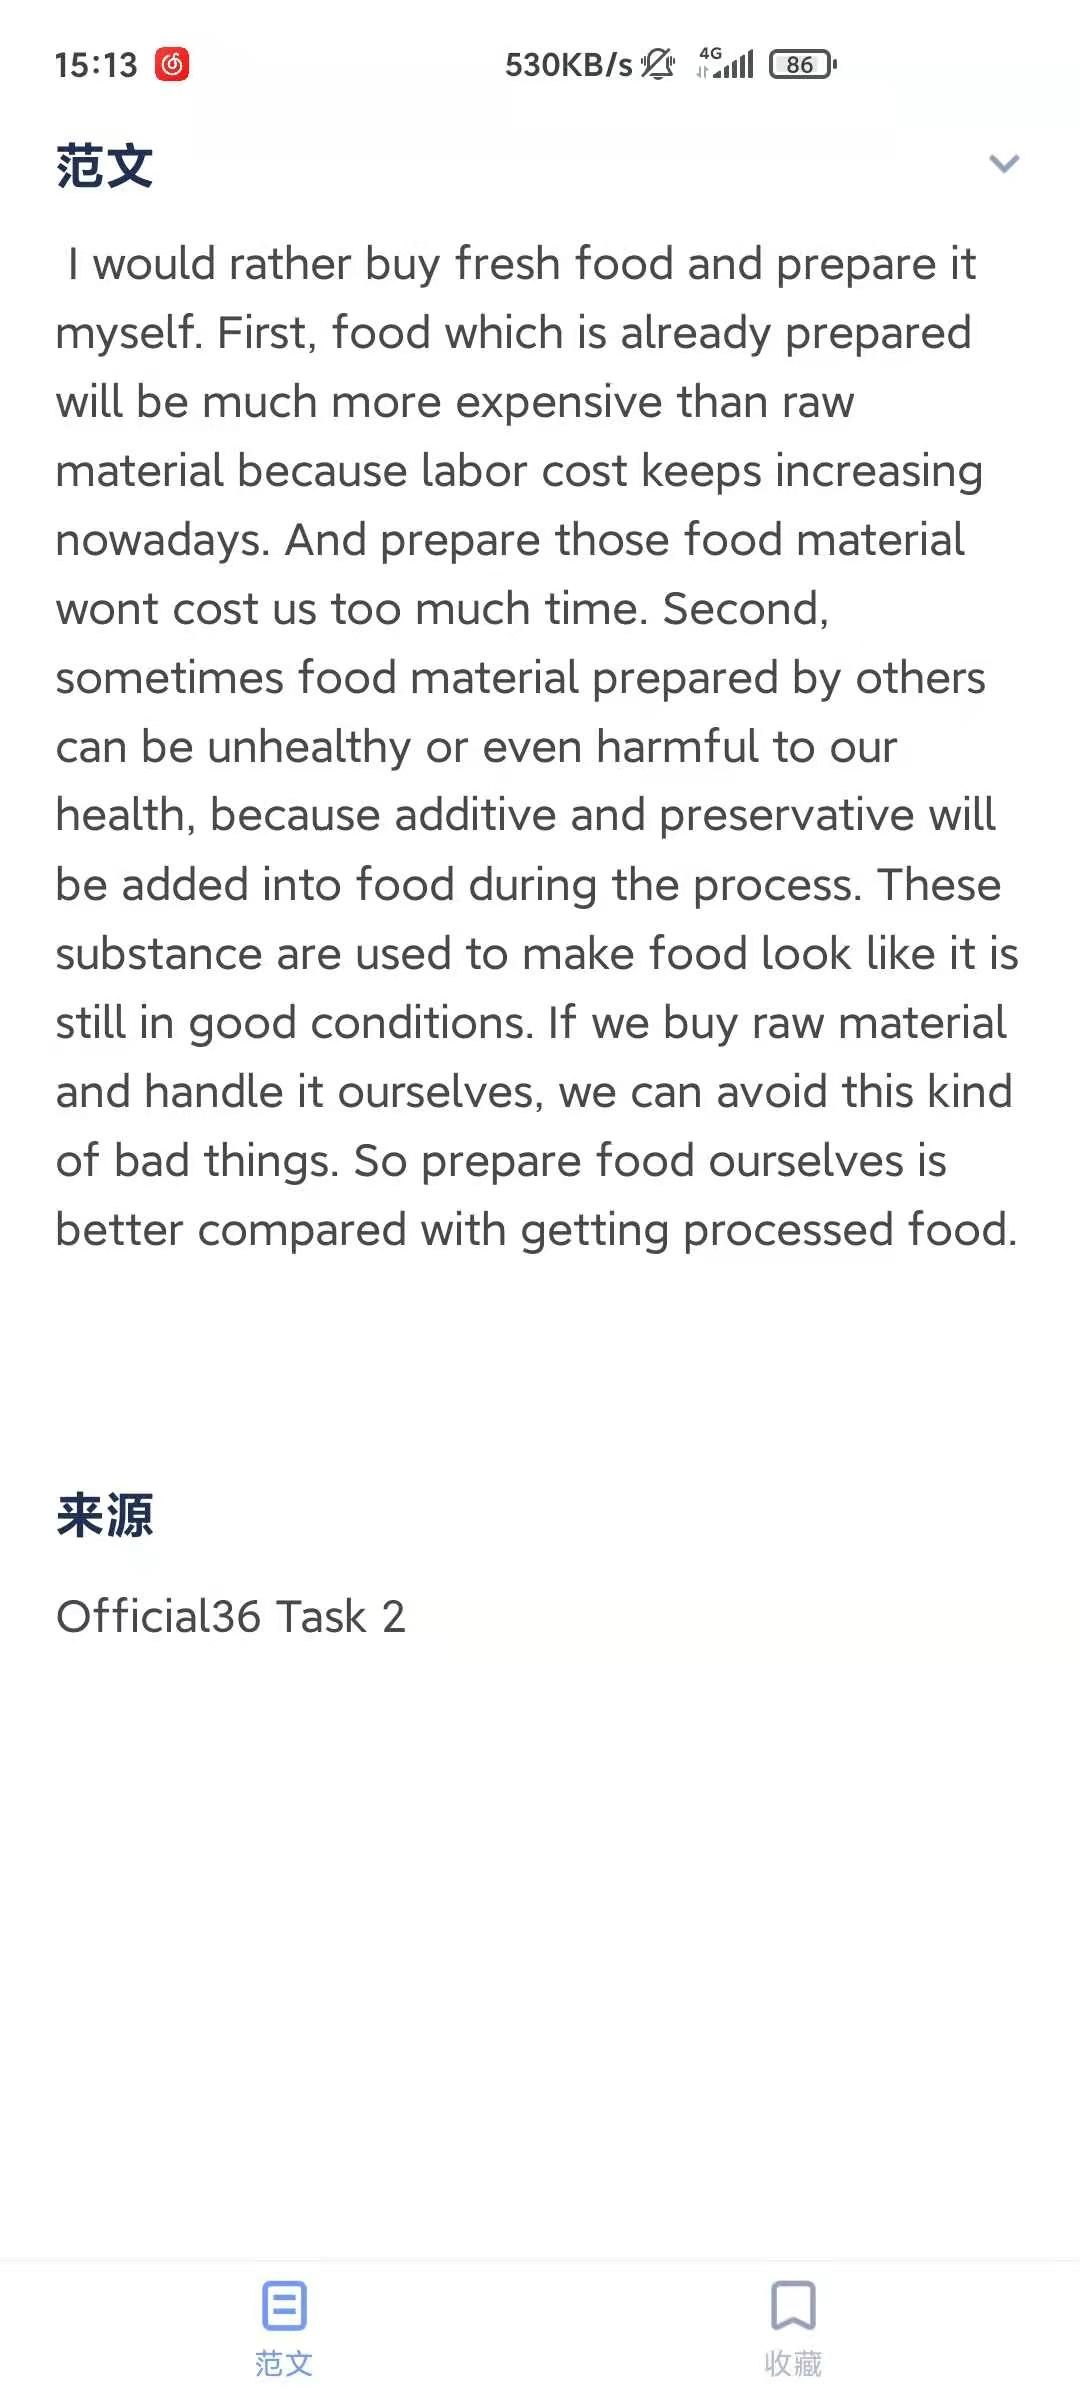 15:13
530KB/s 4G 86
范文
I would rather buy fresh food and prepare it
myself. First, food which is already prepared
will be much more expensive than raw
material because labor cost keeps increasing
nowadays. And prepare those food material
wont cost us too much time. Second,
sometimes food material prepared by others
can be unhealthy or even harmful to our
health, because additive and preservative will
be added into food during the process. These
substance are used to make food look like it is
still in good conditions. If we buy raw material
and handle it ourselves, we can avoid this kind
of bad things. So prepare food ourselves is
better compared with getting processed food.
来源
Official36 Task 2
范文
收藏